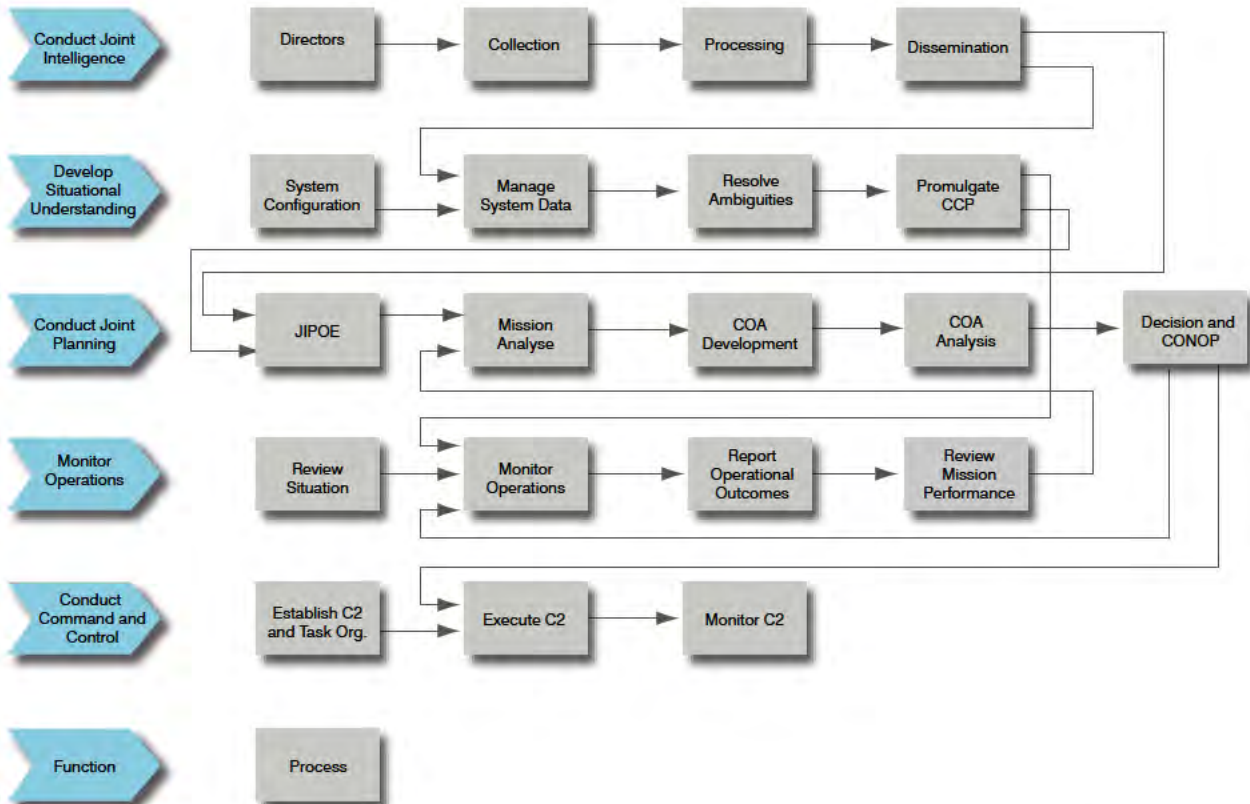 Conduct Joint
Intelligence
Directors
Collection
Processing
Dissemination
Develop
Situational
Understanding
System
Configuration
Manage
System Data
Resolve
Ambiguities
Promulgate
CCP
Conduct Joint
Planning
JIPOE
Mission
Analyse
COA
Development
COA
Analysis
Decision and
CONOP
Monitor
Operations
Review
Situation
Monitor
Operations
Report
Operational
Outcomes
Review
Mission
Performance
Conduct
Command and
Control
Establish C2
and Task Org.
Execute C2
Monitor C2
Function
Process